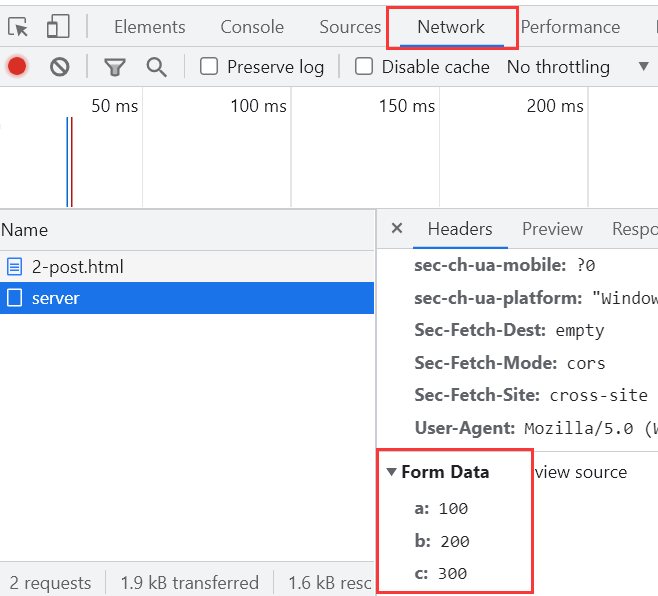 Elements Console Sources Network Performance
Preserve log Disable cache No throttling
50 ms 100 ms 150 ms 200 ms
Name
× Headers Preview Respo
2-post.html
server
sec-ch-ua-mobile: ?0
sec-ch-ua-platform: "Window
Sec-Fetch-Dest: empty
Sec-Fetch-Mode: cors
Sec-Fetch-Site: cross-site
User-Agent: Mozilla/5.0 (W
Form Data view source
a: 100
b: 200
c: 300
2 requests 1.9 kB transferred 1.6 kB resc